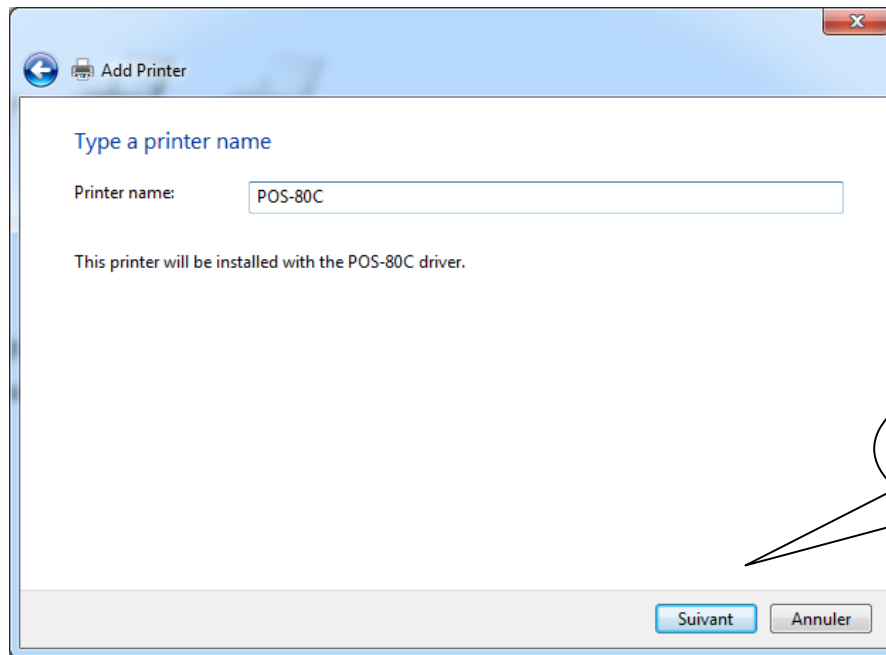 Add Printer
Type a printer name
Printer name: POS-80C
This printer will be installed with the POS-80C driver.
Suivant Annuler